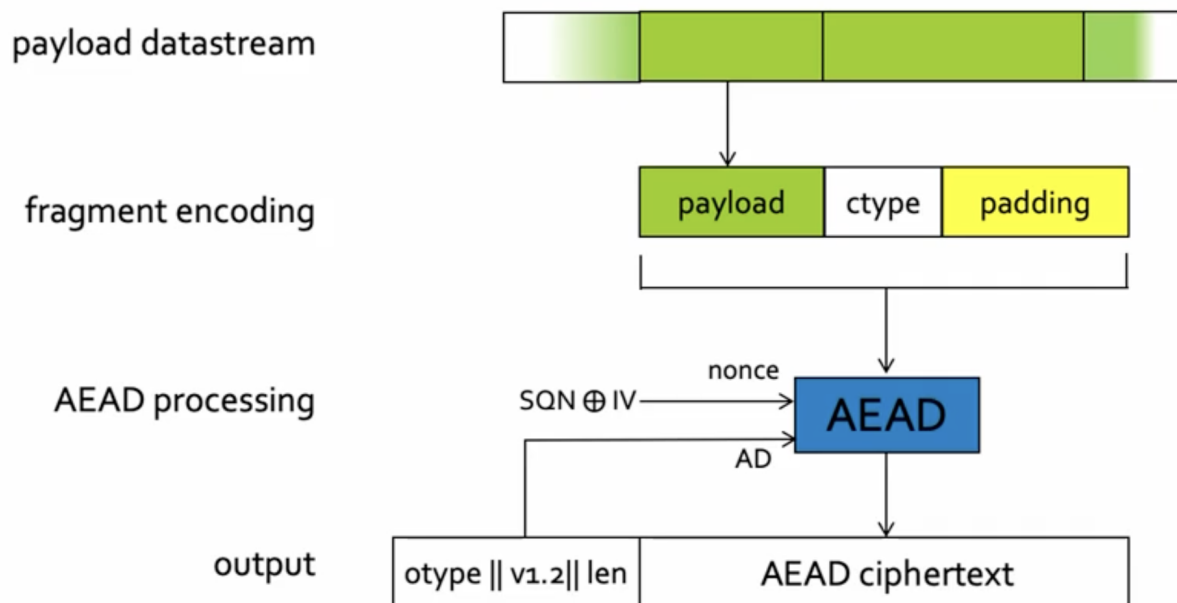 payload datastream
fragment encoding
payload
ctype
padding
AEAD processing
nonce
SQN ⊕ IV
AEAD
AD
output
otype || v1.2|| len
AEAD ciphertext